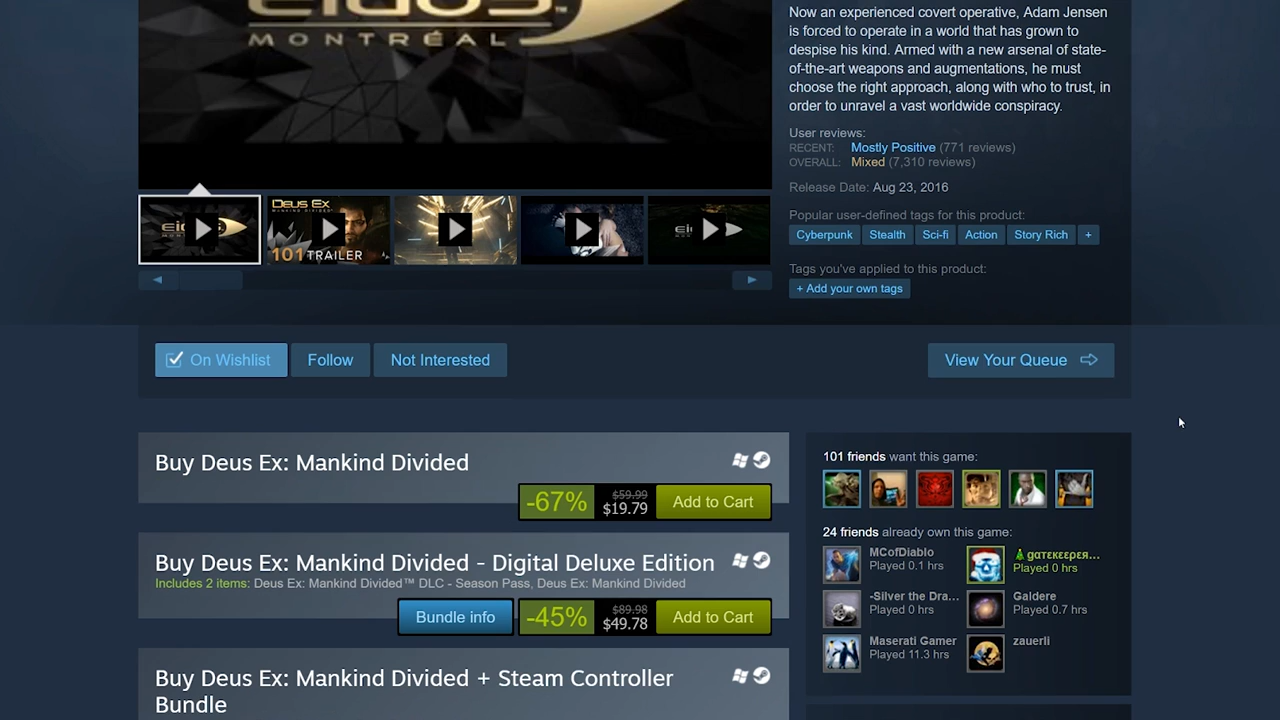 eidos™
MONTRÉAL
Now an experienced covert operative, Adam Jensen
is forced to operate in a world that has grown to
despise his kind. Armed with a new arsenal of state-
of-the-art weapons and augmentations, he must
choose the right approach, along with who to trust, in
order to unravel a vast worldwide conspiracy.
User reviews:
RECENT: Mostly Positive (771 reviews)
OVERALL: Mixed (7,310 reviews)
Release Date: Aug 23, 2016
Popular user-defined tags for this product:
Cyberpunk Stealth Sci-fi Action Story Rich +
Tags you've applied to this product:
+ Add your own tags
DEUS EX
MANKIND DIVIDED
101 TRAILER
On Wishlist Follow Not Interested View Your Queue
Buy Deus Ex: Mankind Divided
-67% $59.99 $19.79 Add to Cart
Buy Deus Ex: Mankind Divided - Digital Deluxe Edition
Includes 2 items: Deus Ex: Mankind Divided™ DLC - Season Pass, Deus Ex: Mankind Divided
Bundle info -45% $89.98 $49.78 Add to Cart
Buy Deus Ex: Mankind Divided + Steam Controller
Bundle
101 friends want this game:
24 friends already own this game:
MCofDiablo
Played 0.1 hrs
gατεκεερεя...
Played 0 hrs
-Silver the Dra...
Played 0 hrs
Galdere
Played 0.7 hrs
Maserati Gamer
Played 11.3 hrs
zauerli